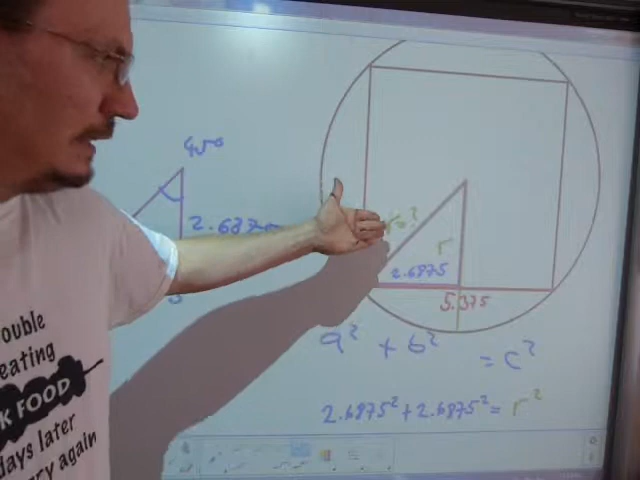 45°
2.687
r
2.6875
5.375
a² + b² = c²
2.6875² + 2.6875² = r²
ouble
eating
K FOOD
days later
ry again